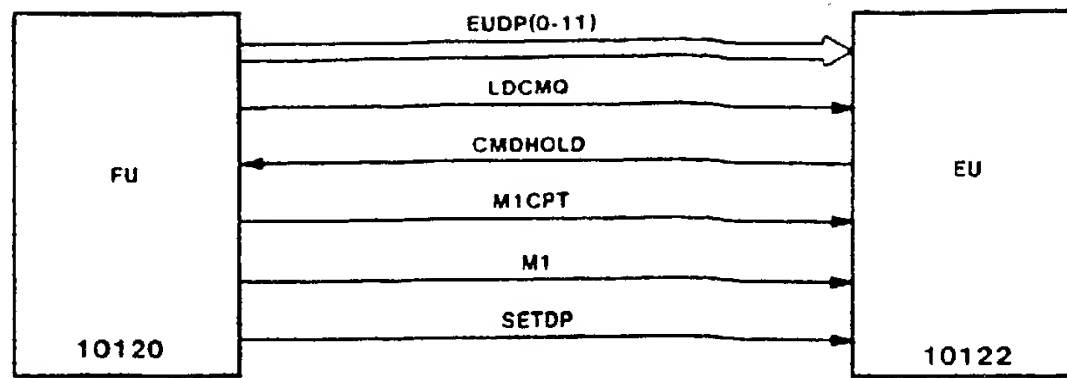 EUDP(0-11)
LDCMQ
CMDHOLD
FU
EU
M1CPT
M1
SETDP
10120
10122